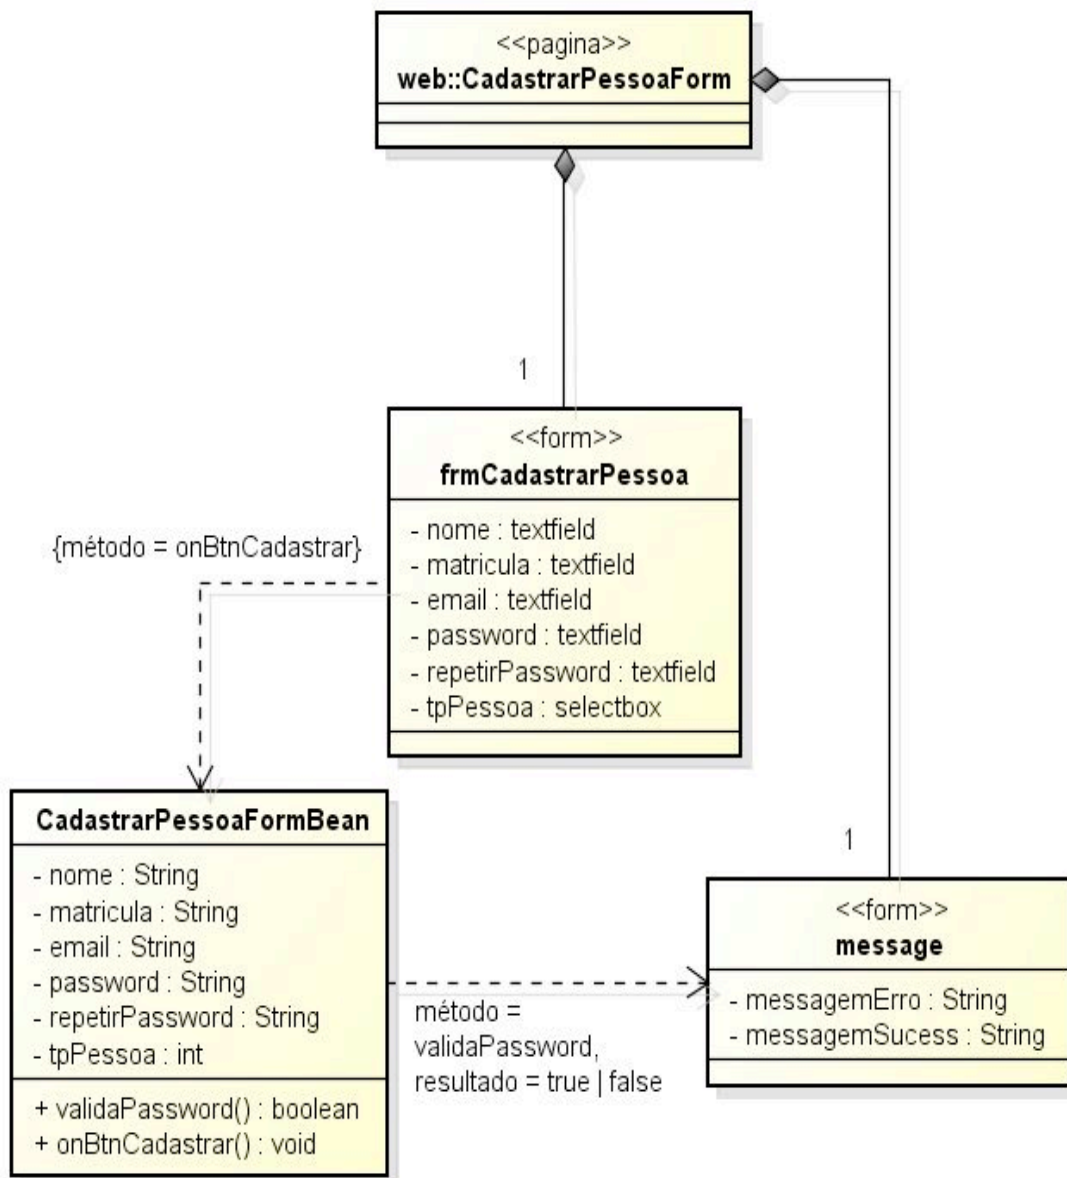 <<pagina>>
web::CadastrarPessoaForm
1
<<form>>
frmCadastrarPessoa
- nome : textfield
- matricula : textfield
- email : textfield
- password : textfield
- repetirPassword : textfield
- tpPessoa : selectbox
{método = onBtnCadastrar}
CadastrarPessoaFormBean
- nome : String
- matricula : String
- email : String
- password : String
- repetirPassword : String
- tpPessoa : int
+ validaPassword() : boolean
+ onBtnCadastrar() : void
método =
validaPassword,
resultado = true | false
1
<<form>>
message
- messagemErro : String
- messagemSucess : String